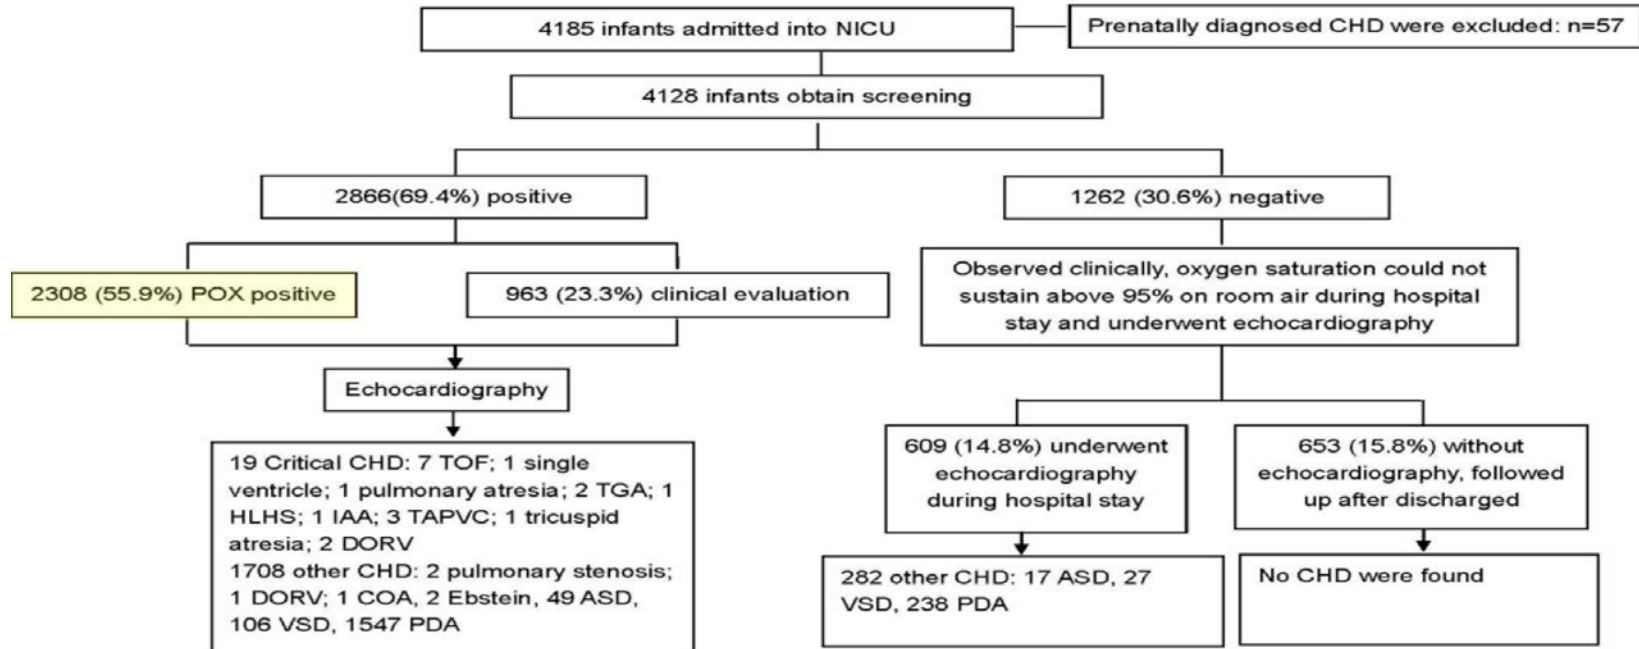 4185 infants admitted into NICU
Prenatally diagnosed CHD were excluded: n=57
4128 infants obtain screening
2866(69.4%) positive
1262 (30.6%) negative
2308 (55.9%) POX positive
963 (23.3%) clinical evaluation
Observed clinically, oxygen saturation could not
sustain above 95% on room air during hospital
stay and underwent echocardiography
Echocardiography
19 Critical CHD: 7 TOF; 1 single
ventricle; 1 pulmonary atresia; 2 TGA; 1
HLHS; 1 IAA; 3 TAPVC; 1 tricuspid
atresia; 2 DORV
1708 other CHD: 2 pulmonary stenosis;
1 DORV; 1 COA, 2 Ebstein, 49 ASD,
106 VSD, 1547 PDA
609 (14.8%) underwent
echocardiography
during hospital stay
653 (15.8%) without
echocardiography, followed
up after discharged
282 other CHD: 17 ASD, 27
VSD, 238 PDA
No CHD were found